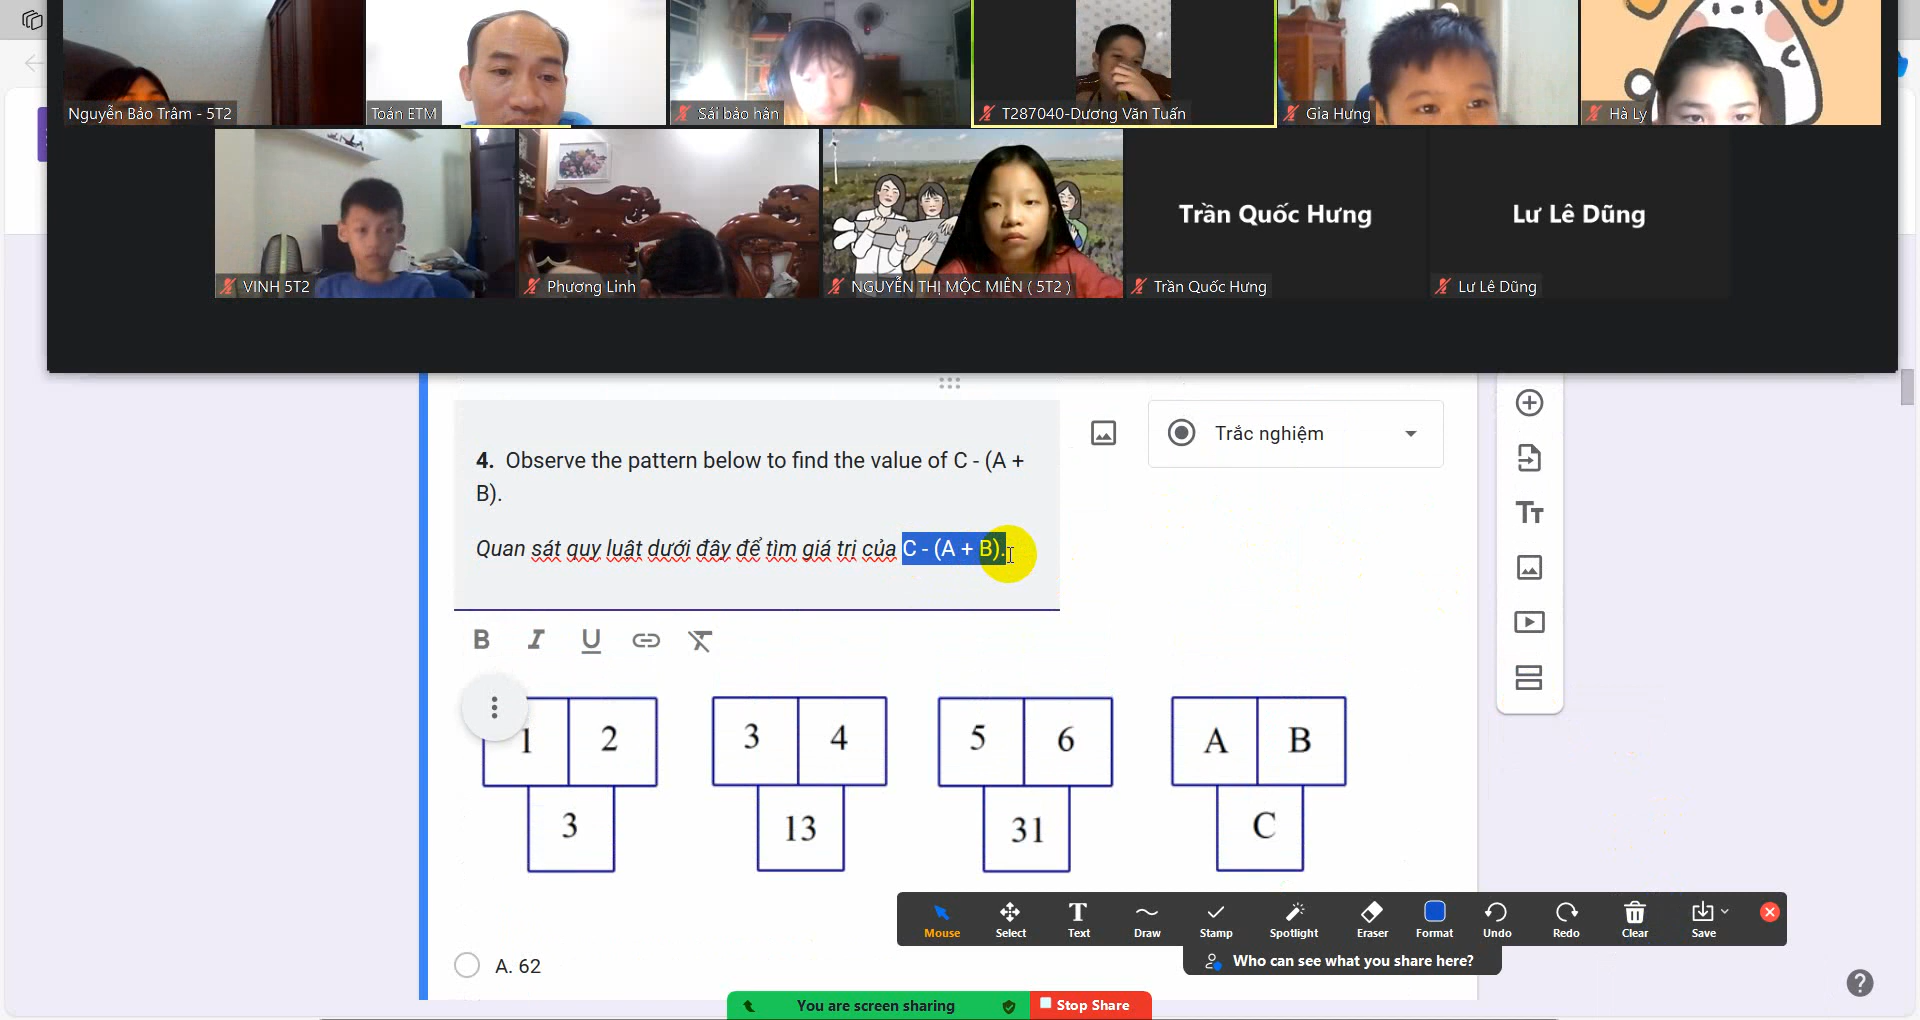 Nguyễn Bảo Trâm - 5T2
Toán ETM
Sái bảo hân
T287040-Dương Văn Tuấn
Gia Hưng
Hà Ly
Trần Quốc Hưng
Lư Lê Dũng
VINH 5T2
Phương Linh
NGUYỄN THỊ MỘC MIÊN ( 5T2 )
Trần Quốc Hưng
Lư Lê Dũng
4. Observe the pattern below to find the value of C - (A +
B).
Quan sát quy luật dưới đây để tìm giá trị của C - (A + B).
Trắc nghiệm
B I U
1 2
3
3 4
13
5 6
31
A B
C
Mouse
Select
Text
Draw
Stamp
Spotlight
Eraser
Format
Undo
Redo
Clear
Save
Who can see what you share here?
A. 62
You are screen sharing
Stop Share